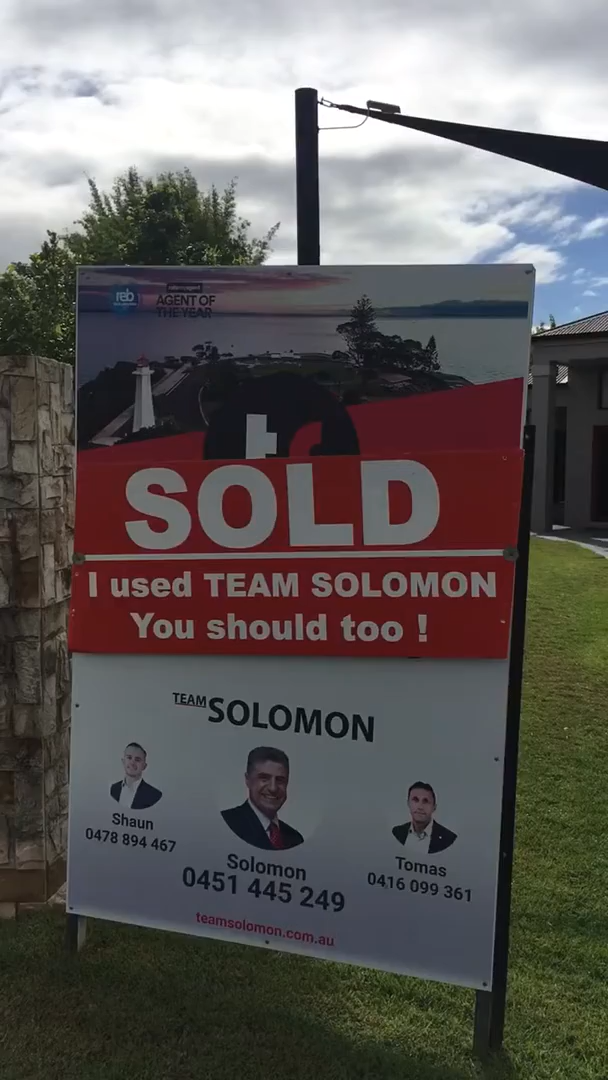 reb
AGENT OF
THE YEAR
tr
SOLD
I used TEAM SOLOMON
You should too !
TEAM SOLOMON
Shaun
0478 894 467
Solomon
0451 445 249
Tomas
0416 099 361
teamsolomon.com.au